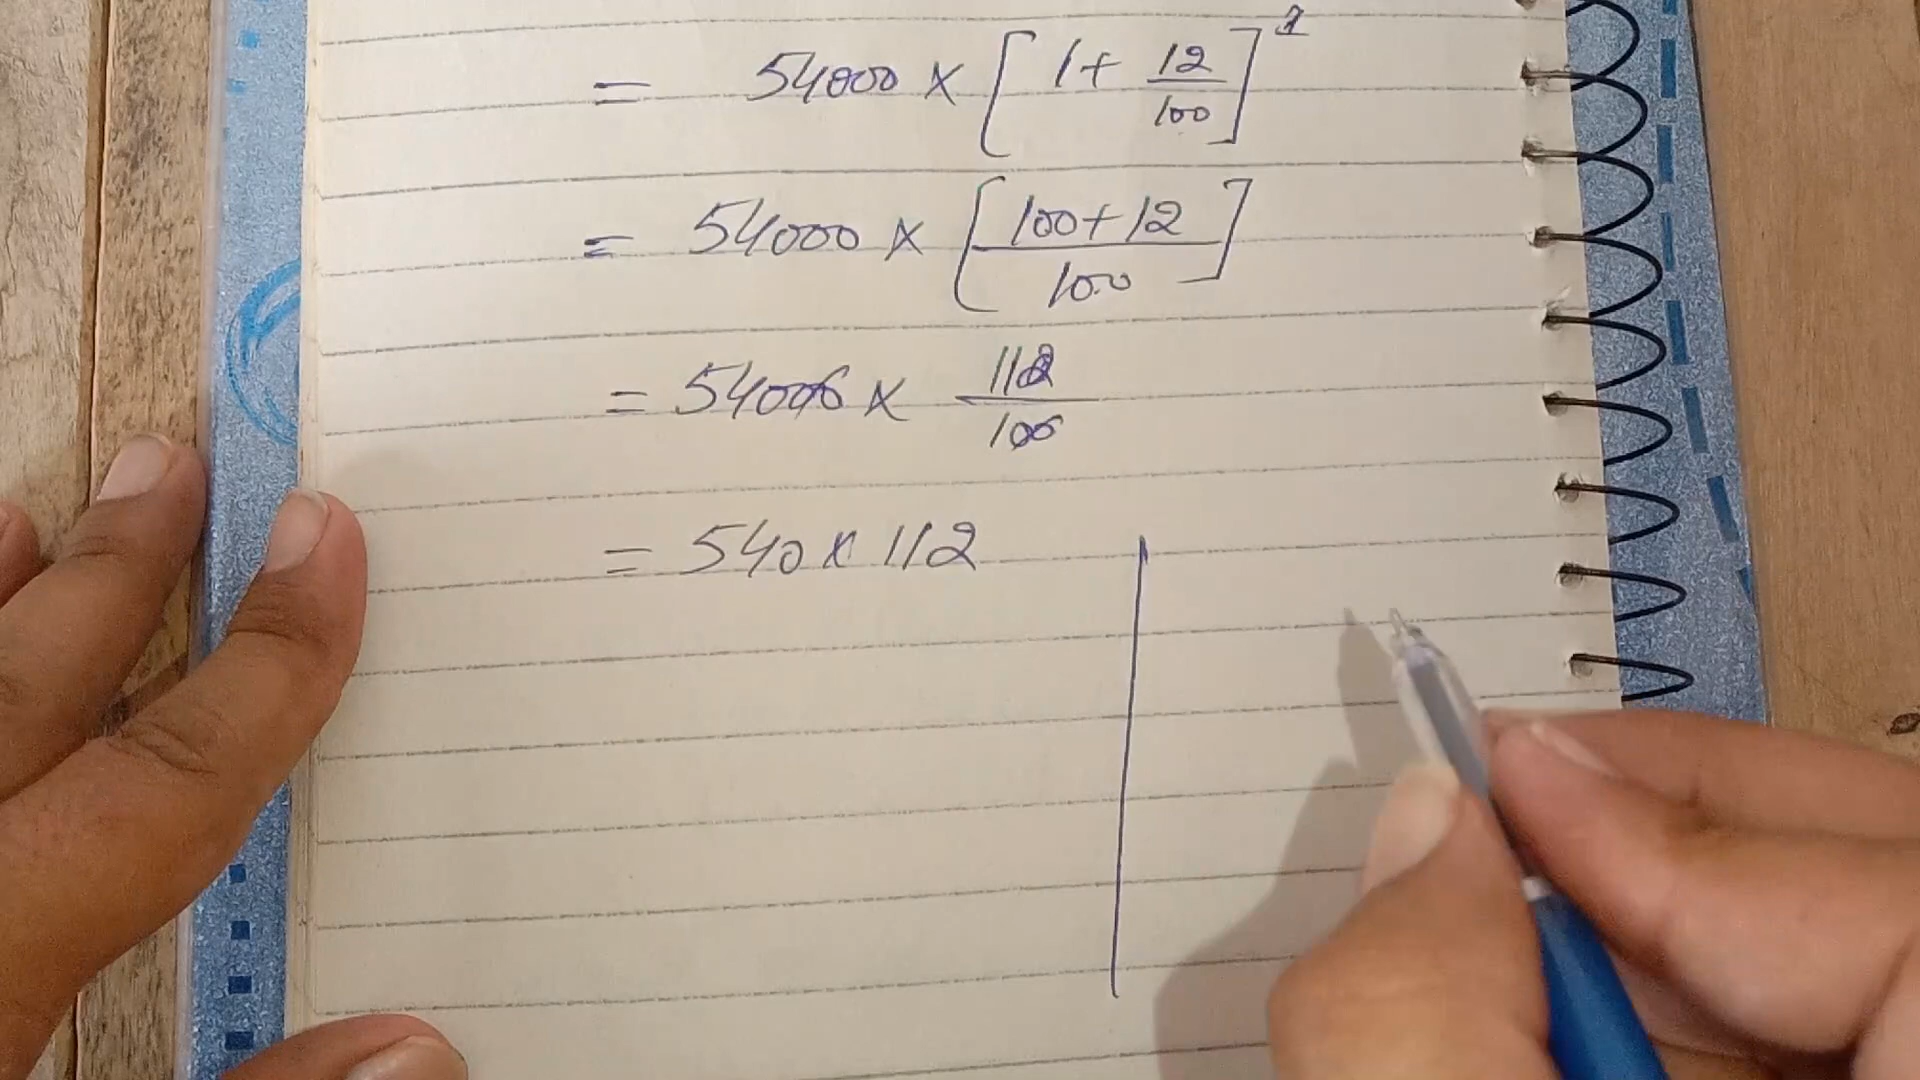 = 54000 × [1 + 12/100]^1
= 54000 × [100+12/100]
= 54000 × 112/100
= 540 × 112